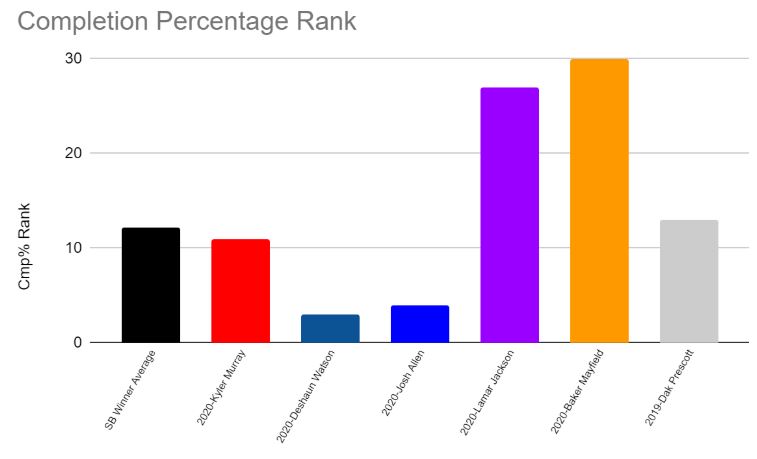 Completion Percentage Rank
Cmp% Rank
30
20
10
0
SB Winner Average
2020-Kyler Murray
2020-Deshaun Watson
2020-Josh Allen
2020-Lamar Jackson
2020-Baker Mayfield
2019-Dak Prescott